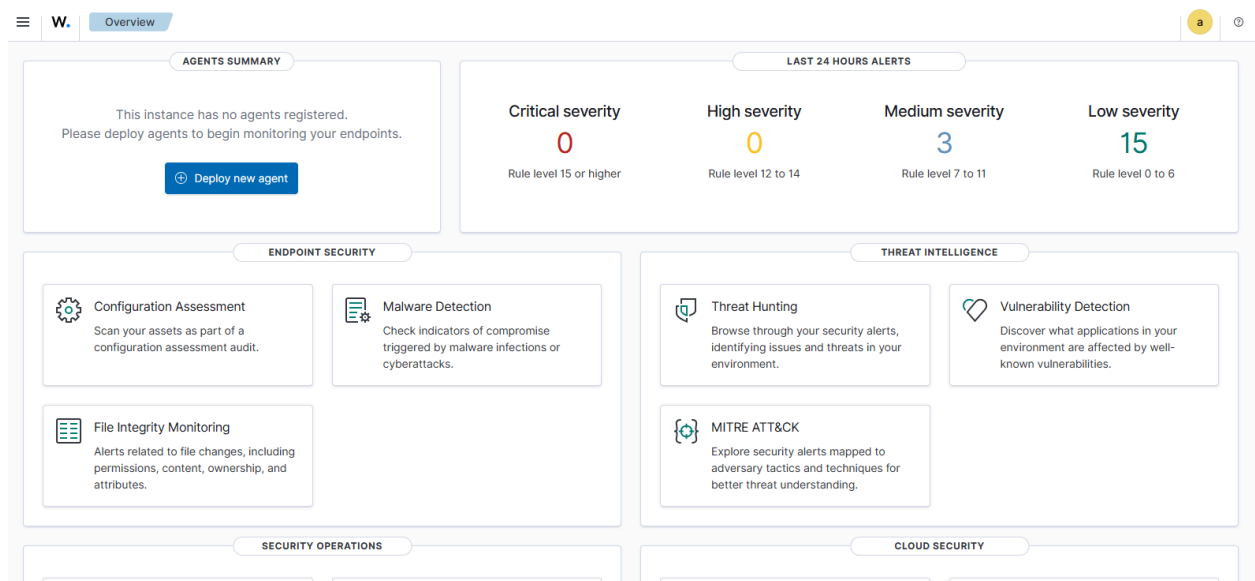 W.
Overview
a
AGENTS SUMMARY
This instance has no agents registered.
Please deploy agents to begin monitoring your endpoints.
Deploy new agent
LAST 24 HOURS ALERTS
Critical severity
0
Rule level 15 or higher
High severity
0
Rule level 12 to 14
Medium severity
3
Rule level 7 to 11
Low severity
15
Rule level 0 to 6
ENDPOINT SECURITY
Configuration Assessment
Scan your assets as part of a
configuration assessment audit.
Malware Detection
Check indicators of compromise
triggered by malware infections or
cyberattacks.
File Integrity Monitoring
Alerts related to file changes, including
permissions, content, ownership, and
attributes.
THREAT INTELLIGENCE
Threat Hunting
Browse through your security alerts,
identifying issues and threats in your
environment.
Vulnerability Detection
Discover what applications in your
environment are affected by well-
known vulnerabilities.
MITRE ATT&CK
Explore security alerts mapped to
adversary tactics and techniques for
better threat understanding.
SECURITY OPERATIONS
CLOUD SECURITY